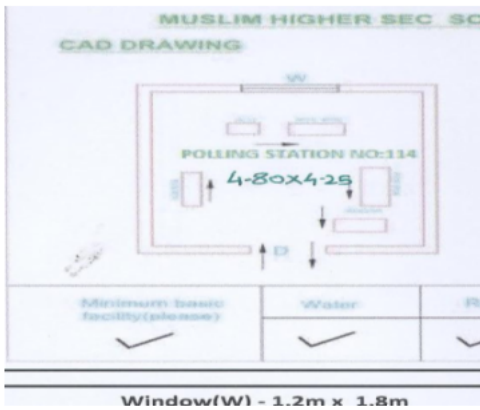 MUSLIM HIGHER SEC SC
CAD DRAWING
W
POLLING STATION NO:114
4-80x4-25
D
Minimum basic Water R
facility(please)
Window(W) - 1.2m x 1.8m